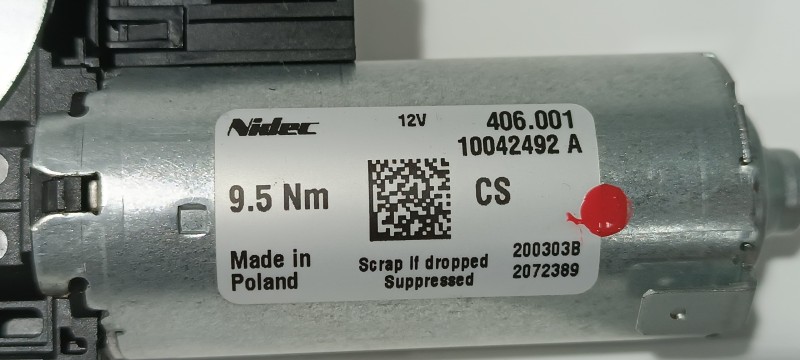 Nidec 12V 406.001
10042492 A
9.5 Nm CS
Made in Poland
Scrap if dropped
Suppressed
200303B
2072389